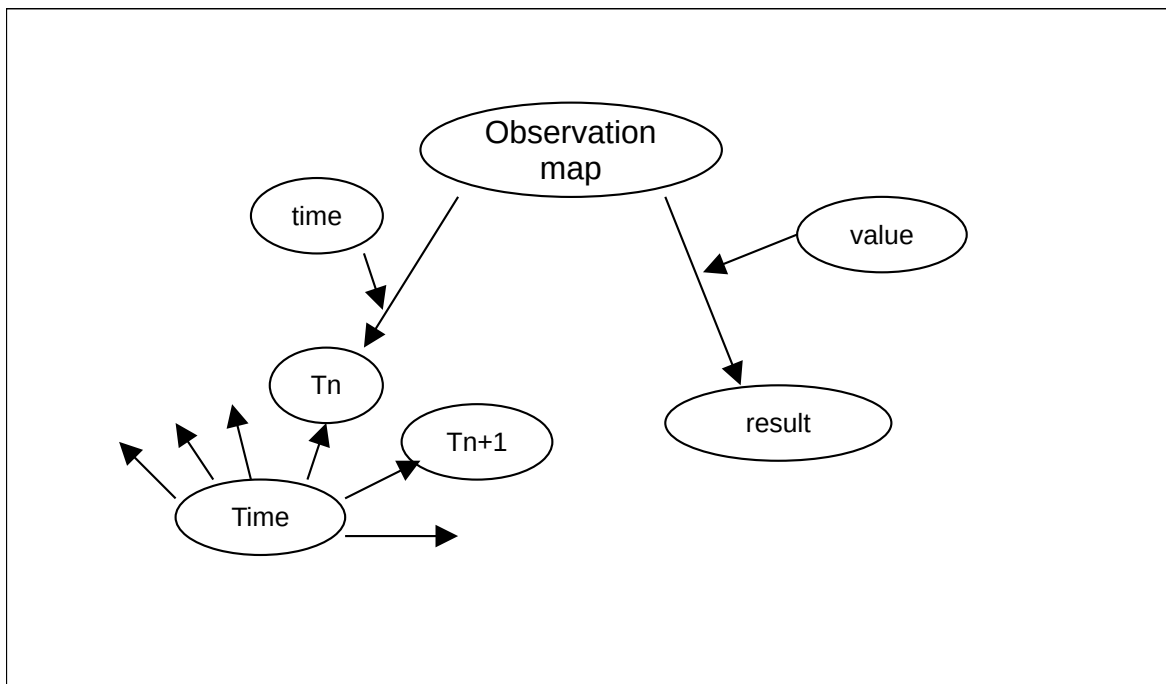 Observation
map
time
value
Tn
result
Tn+1
Time